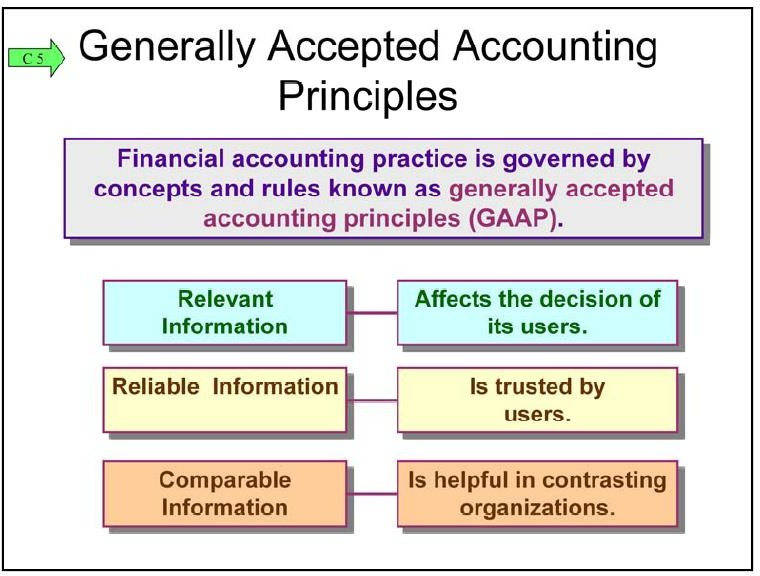 C 5
Generally Accepted Accounting
Principles
Financial accounting practice is governed by
concepts and rules known as generally accepted
accounting principles (GAAP).
Relevant
Information
Affects the decision of
its users.
Reliable Information
Is trusted by
users.
Comparable
Information
Is helpful in contrasting
organizations.